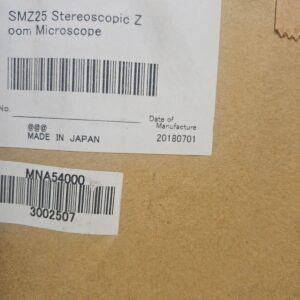 SMZ25 Stereoscopic Z
oom Microscope
No.
Date of
Manufacture
@@@
MADE IN JAPAN
20180701
MNA54000
3002507